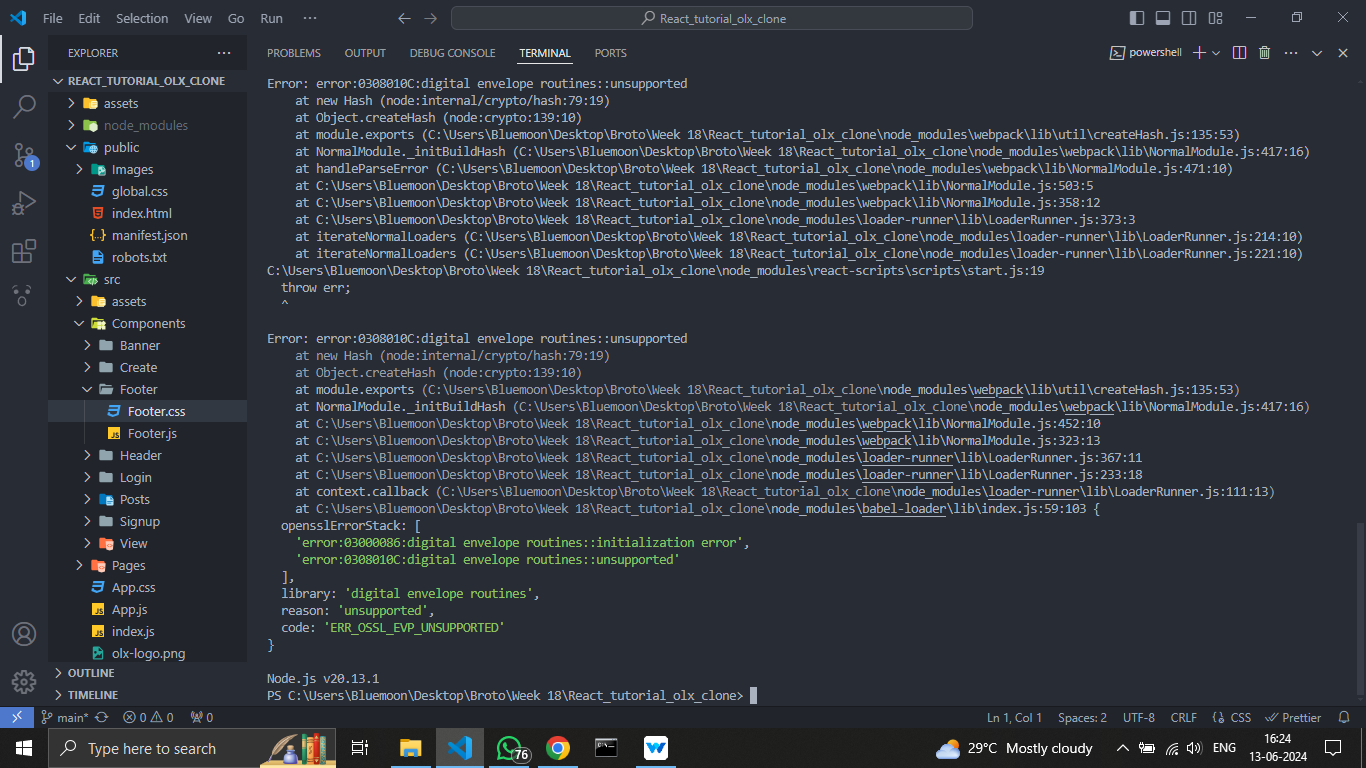 File Edit Selection View Go Run ··· React_tutorial_olx_clone
EXPLORER ···
REACT_TUTORIAL_OLX_CLONE
assets
node_modules
public
Images
global.css
index.html
manifest.json
robots.txt
src
assets
Components
Banner
Create
Footer
Footer.css
Footer.js
Header
Login
Posts
Signup
View
Pages
App.css
App.js
index.js
olx-logo.png
OUTLINE
TIMELINE
1
PROBLEMS OUTPUT DEBUG CONSOLE TERMINAL PORTS powershell
Error: error:0308010C:digital envelope routines::unsupported
at new Hash (node:internal/crypto/hash:79:19)
at Object.createHash (node:crypto:139:10)
at module.exports (C:\Users\Bluemoon\Desktop\Broto\Week 18\React_tutorial_olx_clone\node_modules\webpack\lib\util\createHash.js:135:53)
at NormalModule._initBuildHash (C:\Users\Bluemoon\Desktop\Broto\Week 18\React_tutorial_olx_clone\node_modules\webpack\lib\NormalModule.js:417:16)
at handleParseError (C:\Users\Bluemoon\Desktop\Broto\Week 18\React_tutorial_olx_clone\node_modules\webpack\lib\NormalModule.js:471:10)
at C:\Users\Bluemoon\Desktop\Broto\Week 18\React_tutorial_olx_clone\node_modules\webpack\lib\NormalModule.js:503:5
at C:\Users\Bluemoon\Desktop\Broto\Week 18\React_tutorial_olx_clone\node_modules\webpack\lib\NormalModule.js:358:12
at C:\Users\Bluemoon\Desktop\Broto\Week 18\React_tutorial_olx_clone\node_modules\loader-runner\lib\LoaderRunner.js:373:3
at iterateNormalLoaders (C:\Users\Bluemoon\Desktop\Broto\Week 18\React_tutorial_olx_clone\node_modules\loader-runner\lib\LoaderRunner.js:214:10)
at iterateNormalLoaders (C:\Users\Bluemoon\Desktop\Broto\Week 18\React_tutorial_olx_clone\node_modules\loader-runner\lib\LoaderRunner.js:221:10)
C:\Users\Bluemoon\Desktop\Broto\Week 18\React_tutorial_olx_clone\node_modules\react-scripts\scripts\start.js:19
throw err;
^
Error: error:0308010C:digital envelope routines::unsupported
at new Hash (node:internal/crypto/hash:79:19)
at Object.createHash (node:crypto:139:10)
at module.exports (C:\Users\Bluemoon\Desktop\Broto\Week 18\React_tutorial_olx_clone\node_modules\webpack\lib\util\createHash.js:135:53)
at NormalModule._initBuildHash (C:\Users\Bluemoon\Desktop\Broto\Week 18\React_tutorial_olx_clone\node_modules\webpack\lib\NormalModule.js:417:16)
at C:\Users\Bluemoon\Desktop\Broto\Week 18\React_tutorial_olx_clone\node_modules\webpack\lib\NormalModule.js:452:10
at C:\Users\Bluemoon\Desktop\Broto\Week 18\React_tutorial_olx_clone\node_modules\webpack\lib\NormalModule.js:323:13
at C:\Users\Bluemoon\Desktop\Broto\Week 18\React_tutorial_olx_clone\node_modules\loader-runner\lib\LoaderRunner.js:367:11
at C:\Users\Bluemoon\Desktop\Broto\Week 18\React_tutorial_olx_clone\node_modules\loader-runner\lib\LoaderRunner.js:233:18
at context.callback (C:\Users\Bluemoon\Desktop\Broto\Week 18\React_tutorial_olx_clone\node_modules\loader-runner\lib\LoaderRunner.js:111:13)
at C:\Users\Bluemoon\Desktop\Broto\Week 18\React_tutorial_olx_clone\node_modules\babel-loader\lib\index.js:59:103 {
opensslErrorStack: [
'error:03000086:digital envelope routines::initialization error',
'error:0308010C:digital envelope routines::unsupported'
],
library: 'digital envelope routines',
reason: 'unsupported',
code: 'ERR_OSSL_EVP_UNSUPPORTED'
}
Node.js v20.13.1
PS C:\Users\Bluemoon\Desktop\Broto\Week 18\React_tutorial_olx_clone>
main* 0 0 0 Ln 1, Col 1 Spaces: 2 UTF-8 CRLF {} CSS Prettier
Type here to search 76 W 29°C Mostly cloudy ENG 16:24
13-06-2024